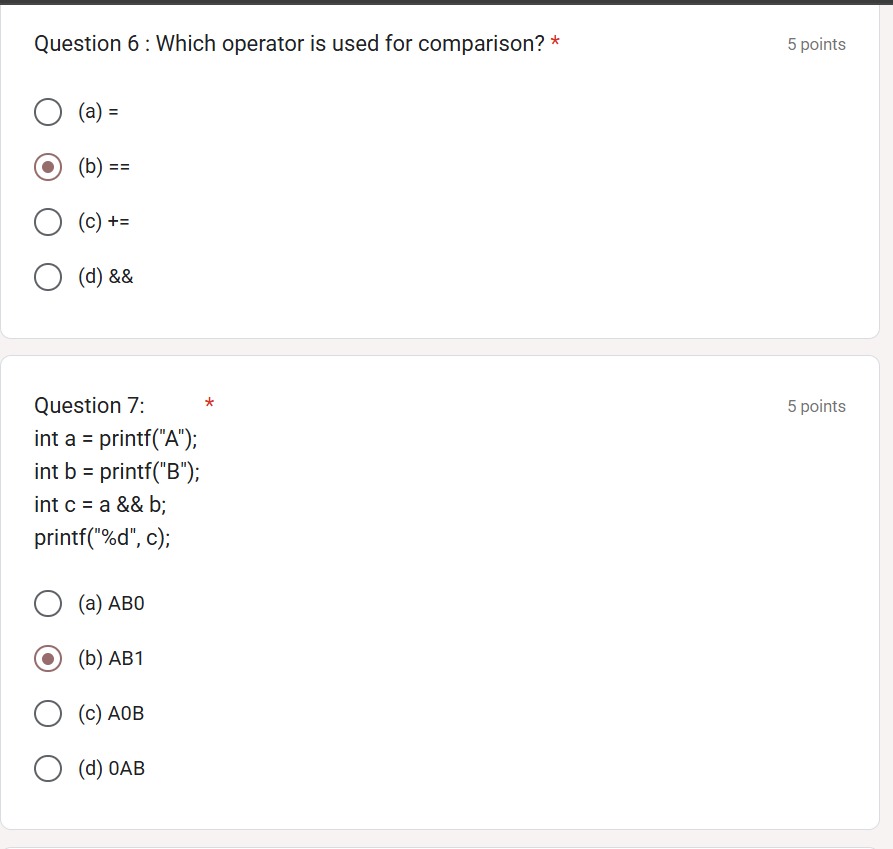 Question 6 : Which operator is used for comparison? *
5 points
(a) =
(b) ==
(c) +=
(d) &&
Question 7: *
5 points
int a = printf("A");
int b = printf("B");
int c = a && b;
printf("%d", c);
(a) AB0
(b) AB1
(c) A0B
(d) 0AB